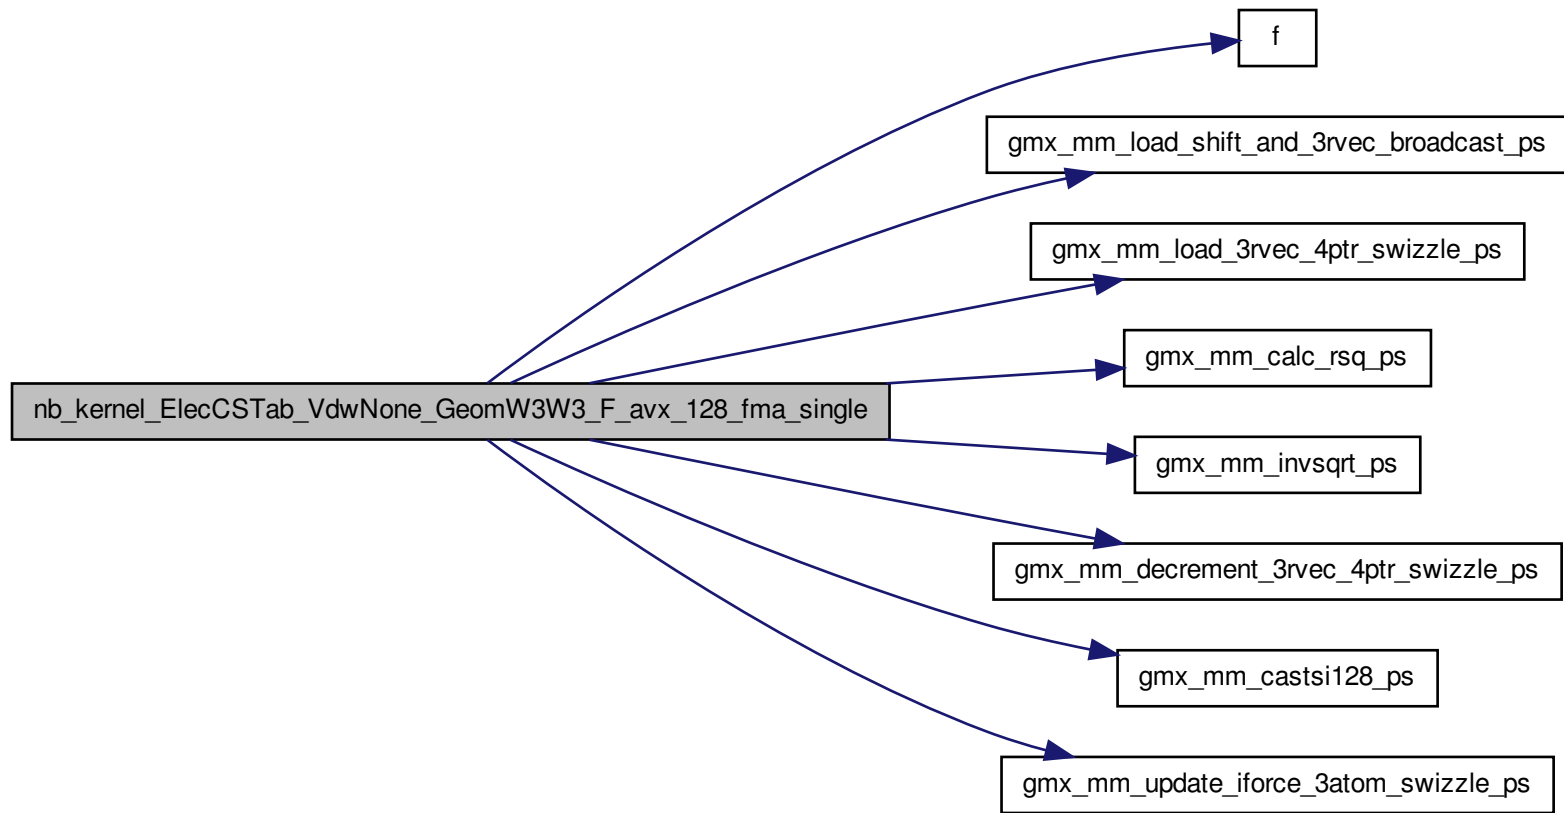 f
gmx_mm_load_shift_and_3rvec_broadcast_ps
gmx_mm_load_3rvec_4ptr_swizzle_ps
gmx_mm_calc_rsq_ps
nb_kernel_ElecCSTab_VdwNone_GeomW3W3_F_avx_128_fma_single
gmx_mm_invsqrt_ps
gmx_mm_decrement_3rvec_4ptr_swizzle_ps
gmx_mm_castsi128_ps
gmx_mm_update_iforce_3atom_swizzle_ps